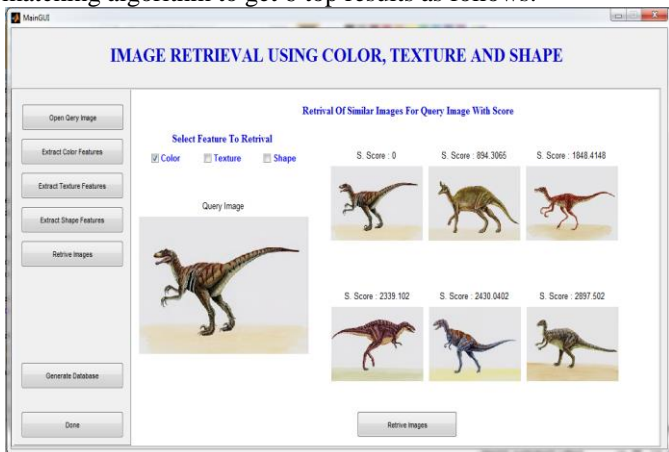 matching algorithm to get 6 top results as follows:
MainGUI
IMAGE RETRIEVAL USING COLOR, TEXTURE AND SHAPE
Open Qery Image
Extract Color Features
Extract Texture Features
Extract Shape Features
Retrive Images
Generate Database
Done
Retrival Of Similar Images For Query Image With Score
Select Feature To Retrival
Color Texture Shape
Query Image
S. Score : 0 S. Score : 894.3065 S. Score : 1848.4148
S. Score : 2339.102 S. Score : 2430.0402 S. Score : 2897.502
Retrive Images